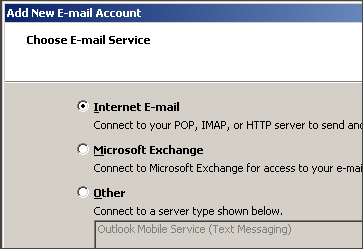 Add New E-mail Account
Choose E-mail Service
Internet E-mail
Connect to your POP, IMAP, or HTTP server to send and
Microsoft Exchange
Connect to Microsoft Exchange for access to your e-mai
Other
Connect to a server type shown below.
Outlook Mobile Service (Text Messaging)